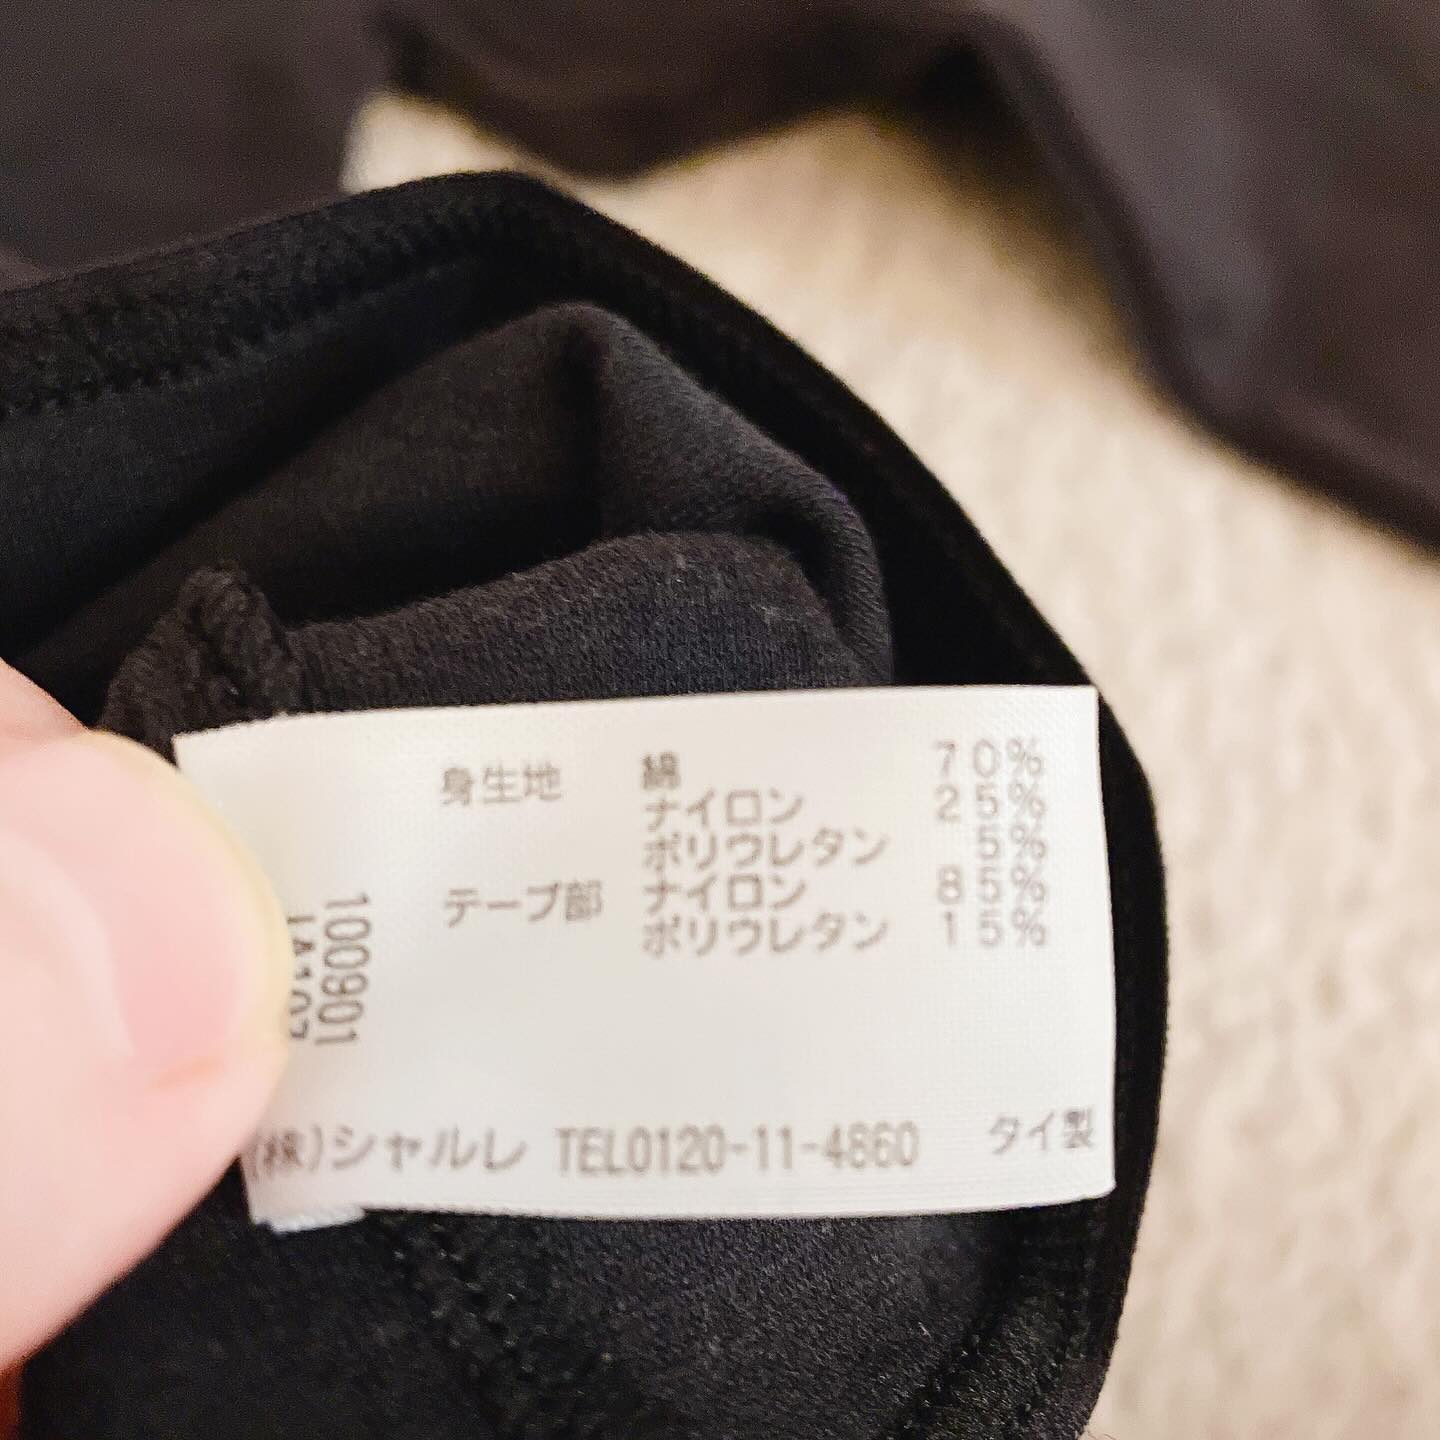 身生地 綿 70%
ナイロン 25%
ポリウレタン 5%
テープ部 ナイロン 85%
ポリウレタン 15%
100901
(株)シャルレ TEL0120-11-4860 タイ製